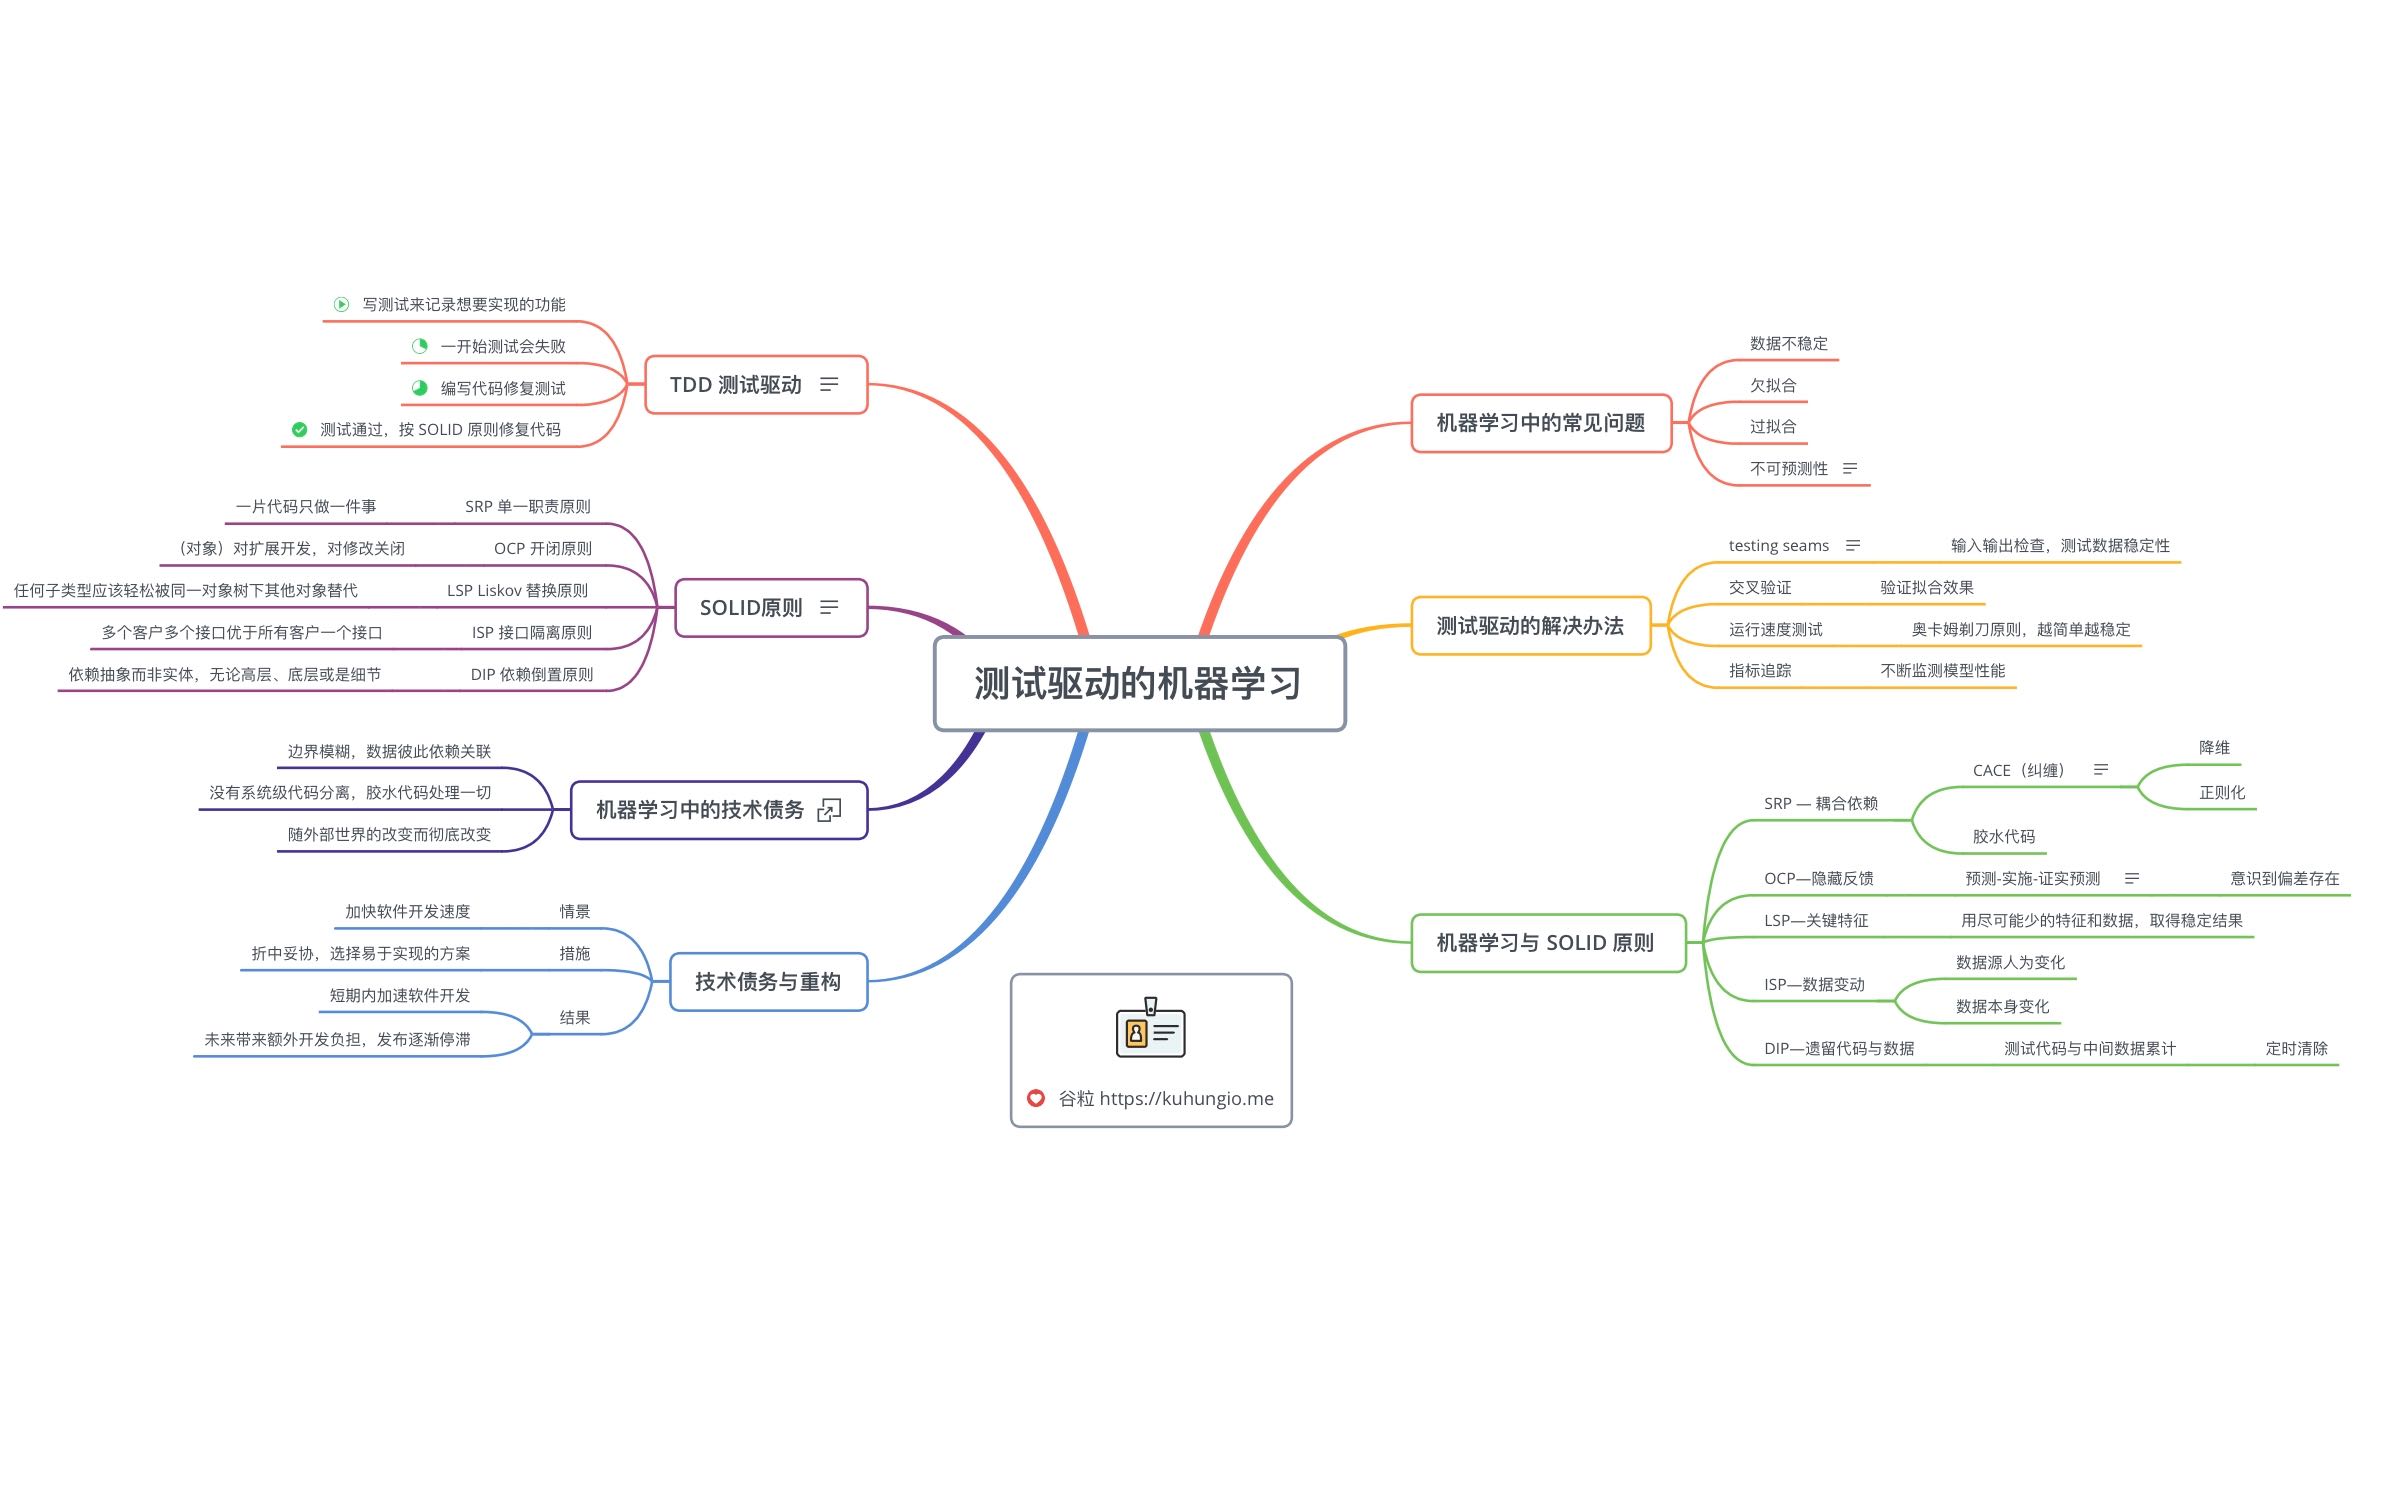 测试驱动的机器学习
TDD 测试驱动
写测试来记录想要实现的功能
一开始测试会失败
编写代码修复测试
测试通过，按 SOLID 原则修复代码
SOLID原则
SRP 单一职责原则
一片代码只做一件事
OCP 开闭原则
（对象）对扩展开发，对修改关闭
LSP Liskov 替换原则
任何子类型应该轻松被同一对象树下其他对象替代
ISP 接口隔离原则
多个客户多个接口优于所有客户一个接口
DIP 依赖倒置原则
依赖抽象而非实体，无论高层、底层或是细节
机器学习中的技术债务
边界模糊，数据彼此依赖关联
没有系统级代码分离，胶水代码处理一切
随外部世界的改变而彻底改变
技术债务与重构
情景
加快软件开发速度
措施
折中妥协，选择易于实现的方案
结果
短期内加速软件开发
未来带来额外开发负担，发布逐渐停滞
机器学习中的常见问题
数据不稳定
欠拟合
过拟合
不可预测性
测试驱动的解决办法
testing seams
输入输出检查，测试数据稳定性
交叉验证
验证拟合效果
运行速度测试
奥卡姆剃刀原则，越简单越稳定
指标追踪
不断监测模型性能
机器学习与 SOLID 原则
SRP — 耦合依赖
CACE（纠缠）
降维
正则化
胶水代码
OCP—隐藏反馈
预测-实施-证实预测
意识到偏差存在
LSP—关键特征
用尽可能少的特征和数据，取得稳定结果
ISP—数据变动
数据源人为变化
数据本身变化
DIP—遗留代码与数据
测试代码与中间数据累计
定时清除
谷粒 https://kuhungio.me